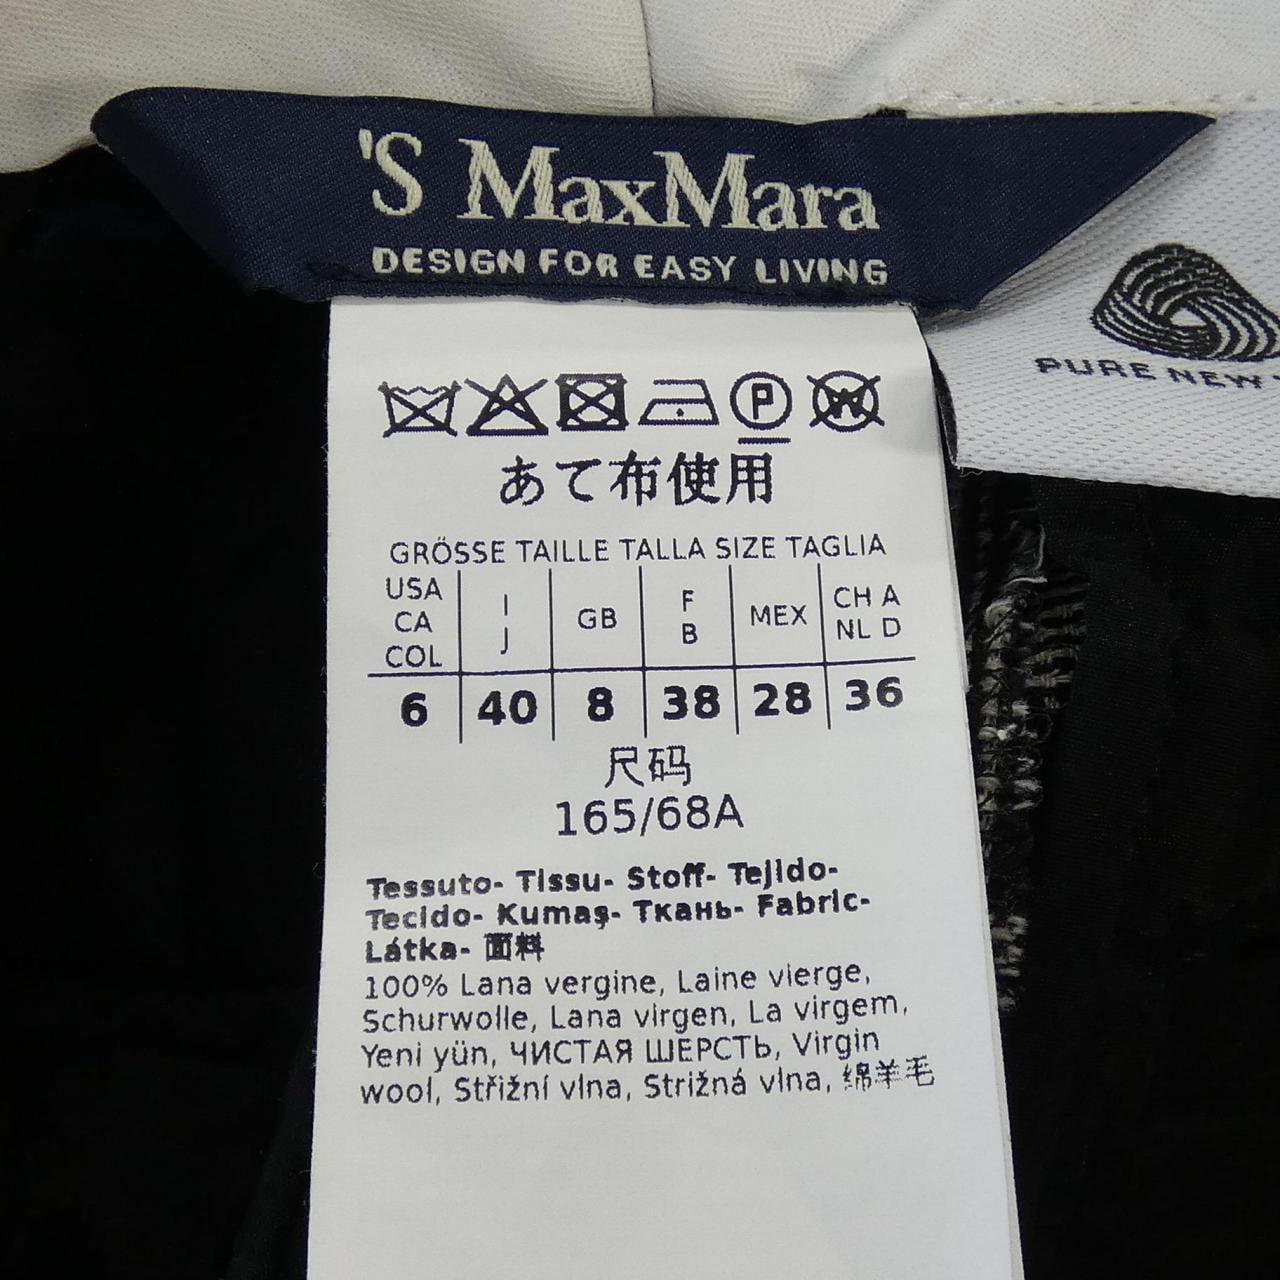 'S MaxMara
DESIGN FOR EASY LIVING
PURE NEW
P
W
あて布使用
GRÖSSE TAILLE TALLA SIZE TAGLIA
USA CA COL | I J | GB | F B | MEX | CH A NL D
6 | 40 | 8 | 38 | 28 | 36
尺码
165/68A
Tessuto- Tissu- Stoff- Tejido-
Tecido- Kumaş- Ткань- Fabric-
Látka- 面料
100% Lana vergine, Laine vierge,
Schurwolle, Lana virgen, La virgem,
Yeni yün, ЧИСТАЯ ШЕРСТЬ, Virgin
wool, Střižní vlna, Strižná vlna, 绵羊毛